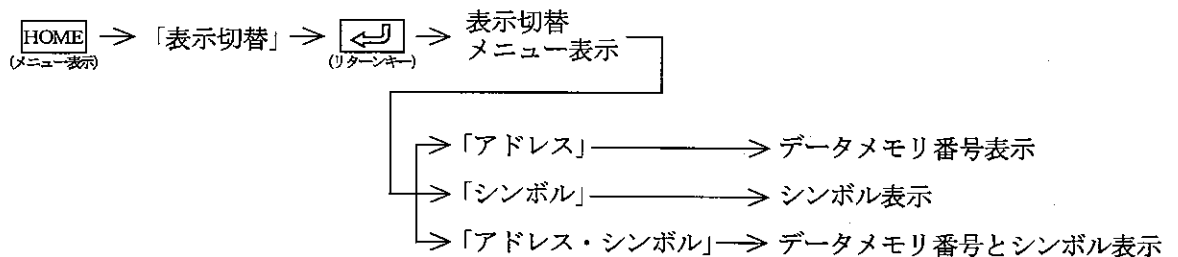 HOME → 「表示切替」 → ↵ → 表示切替
メニュー表示
(メニュー表示) (リターンキー)
「アドレス」 → データメモリ番号表示
「シンボル」 → シンボル表示
「アドレス・シンボル」 → データメモリ番号とシンボル表示